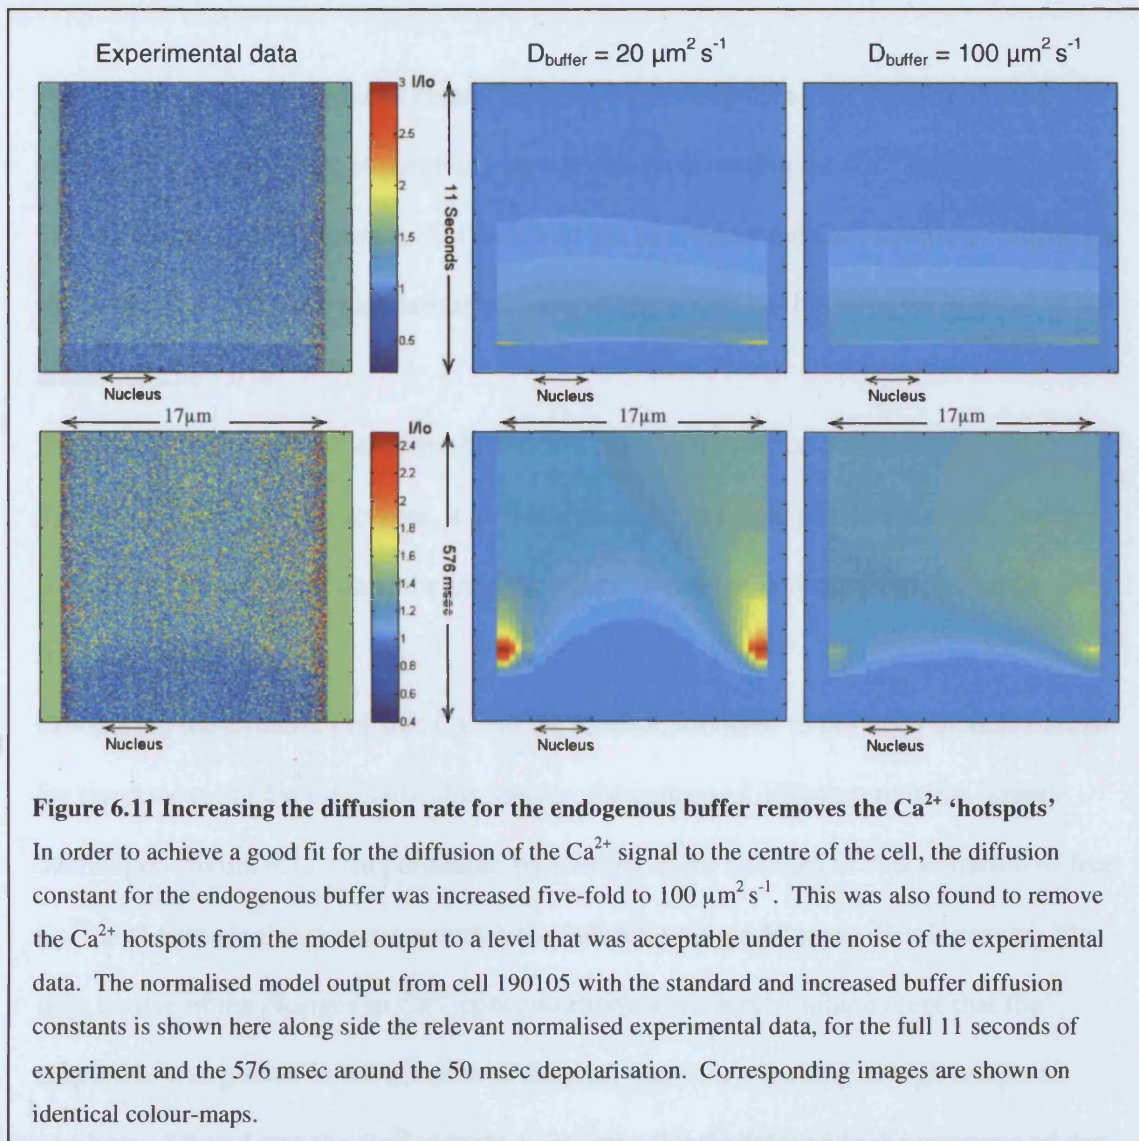 Experimental data
D_buffer = 20 µm² s⁻¹
D_buffer = 100 µm² s⁻¹
I/Io
3
2.5
2
1.5
1
0.5
11 Seconds
Nucleus
Nucleus
Nucleus
17µm
17µm
17µm
I/Io
2.4
2.2
2
1.8
1.6
1.4
1.2
1
0.8
0.6
0.4
576 msec
Nucleus
Nucleus
Nucleus
Figure 6.11 Increasing the diffusion rate for the endogenous buffer removes the Ca²⁺ ‘hotspots’
In order to achieve a good fit for the diffusion of the Ca²⁺ signal to the centre of the cell, the diffusion
constant for the endogenous buffer was increased five-fold to 100 µm² s⁻¹. This was also found to remove
the Ca²⁺ hotspots from the model output to a level that was acceptable under the noise of the experimental
data. The normalised model output from cell 190105 with the standard and increased buffer diffusion
constants is shown here along side the relevant normalised experimental data, for the full 11 seconds of
experiment and the 576 msec around the 50 msec depolarisation. Corresponding images are shown on
identical colour-maps.